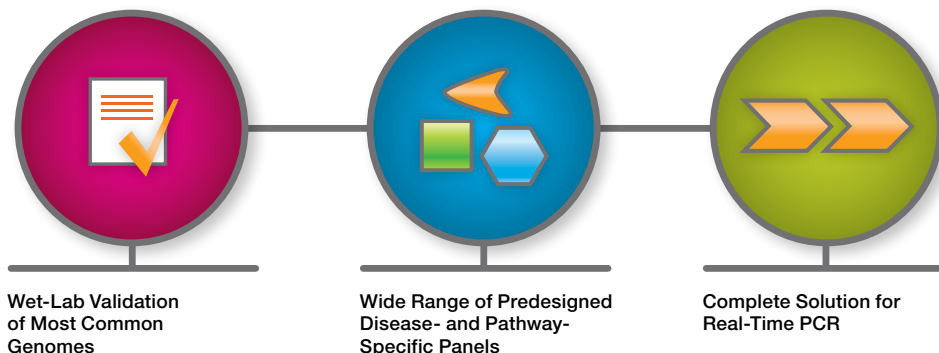 Wet-Lab Validation
of Most Common
Genomes
Wide Range of Predesigned
Disease- and Pathway-
Specific Panels
Complete Solution for
Real-Time PCR